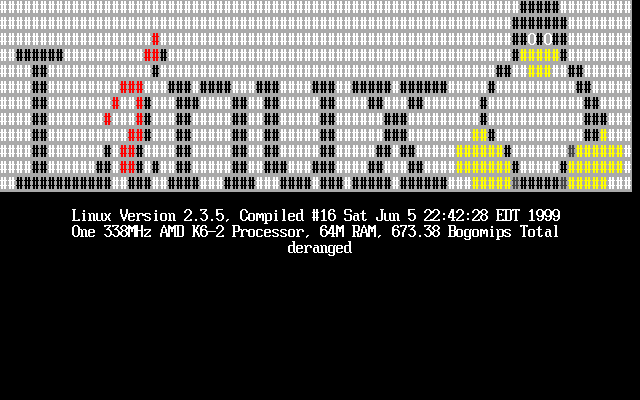 Linux
Linux Version 2.3.5, Compiled #16 Sat Jun 5 22:42:28 EDT 1999
One 338MHz AMD K6-2 Processor, 64M RAM, 673.38 Bogomips Total
deranged